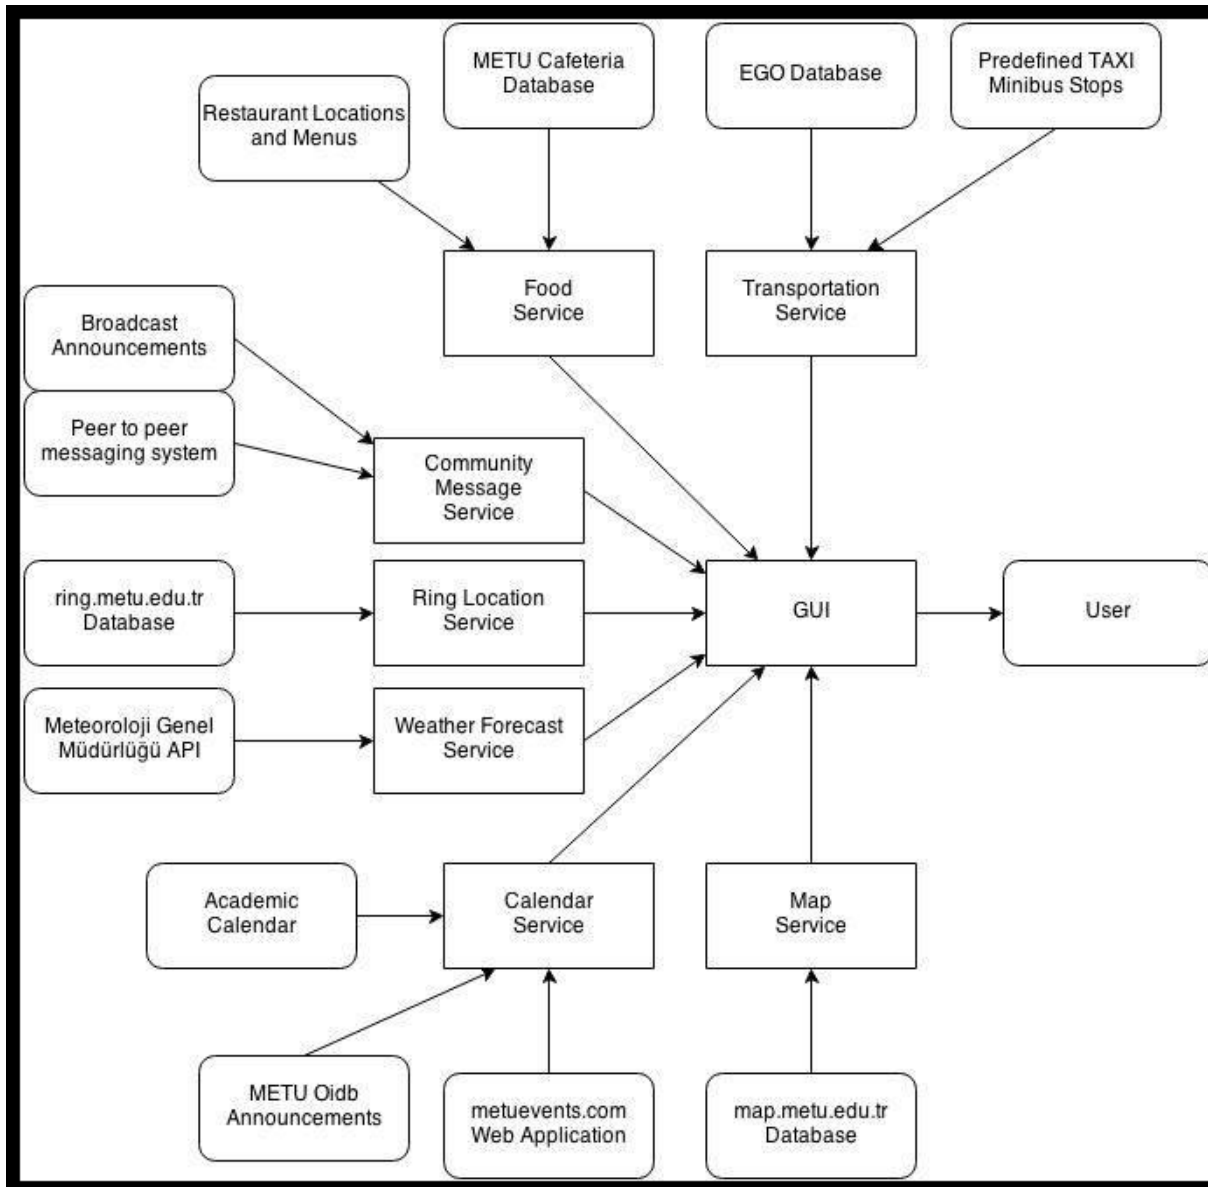 METU Cafeteria
Database
EGO Database
Predefined TAXI
Minibus Stops
Restaurant Locations
and Menus
Food
Service
Transportation
Service
Broadcast
Announcements
Peer to peer
messaging system
Community
Message
Service
ring.metu.edu.tr
Database
Ring Location
Service
GUI
User
Meteoroloji Genel
Müdürlüğü API
Weather Forecast
Service
Academic
Calendar
Calendar
Service
Map
Service
METU Oidb
Announcements
metuevents.com
Web Application
map.metu.edu.tr
Database